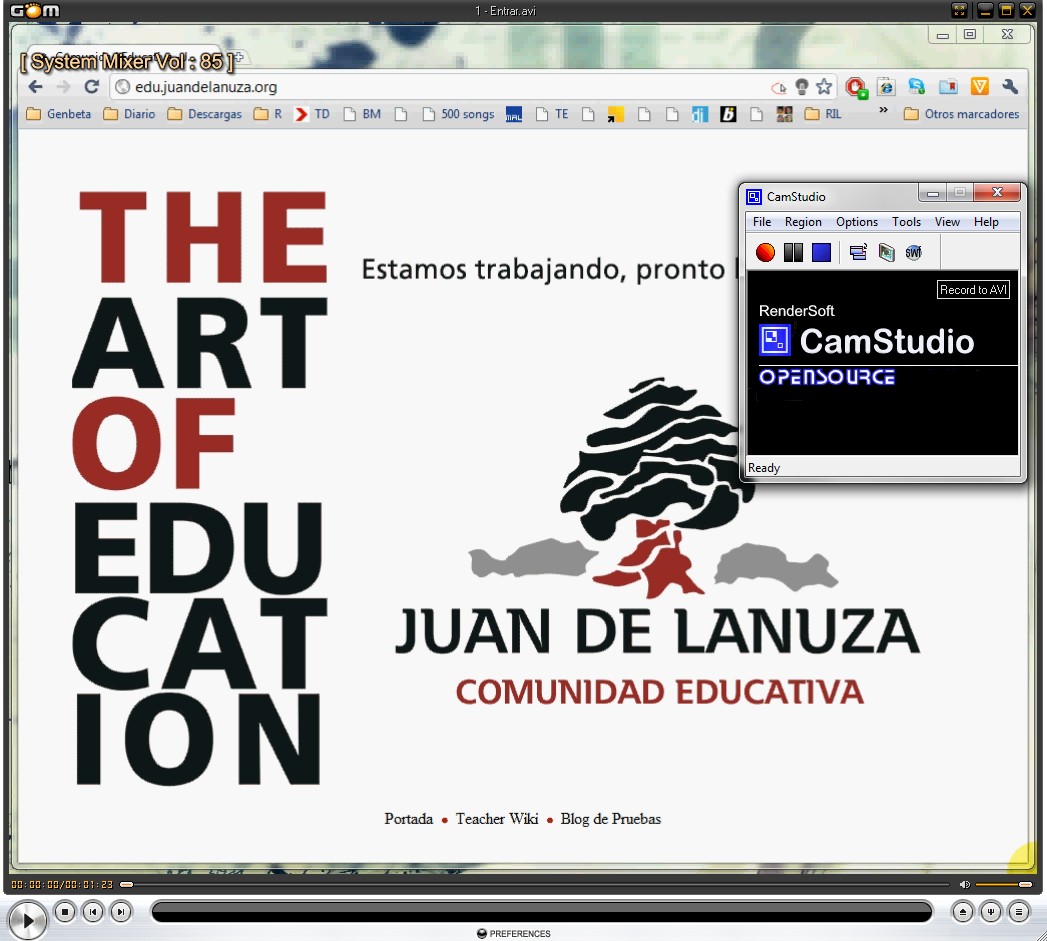 GOM
1 - Entrar.avi
[ System Mixer Vol : 85 ]
edu.juandelanuza.org
Genbeta Diario Descargas R TD BM 500 songs MAL TE RIL » Otros marcadores
THE
ART
OF
EDU
CAT
ION
Estamos trabajando, pronto
CamStudio
File Region Options Tools View Help
SWF
Record to AVI
RenderSoft
CamStudio
OPENSOURCE
Ready
JUAN DE LANUZA
COMUNIDAD EDUCATIVA
Portada • Teacher Wiki • Blog de Pruebas
00:00:00/00:01:23
PREFERENCES